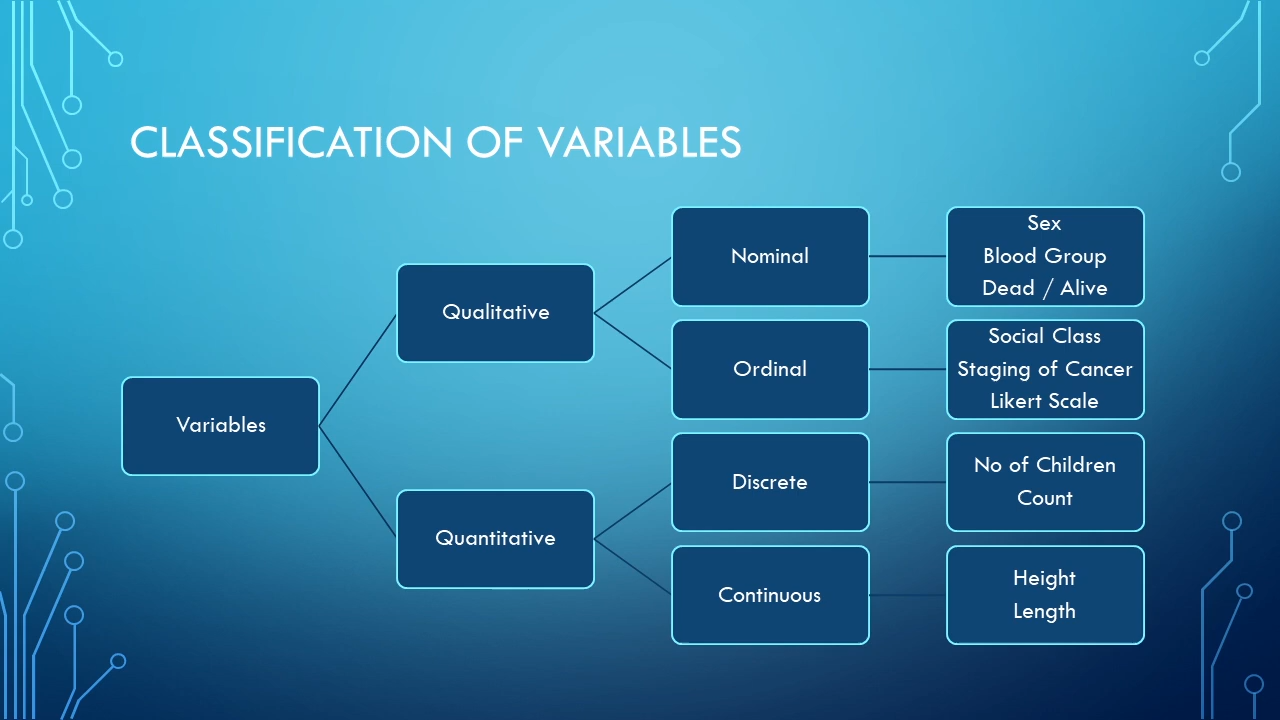 CLASSIFICATION OF VARIABLES
Variables
Qualitative
Nominal
Sex
Blood Group
Dead / Alive
Ordinal
Social Class
Staging of Cancer
Likert Scale
Quantitative
Discrete
No of Children
Count
Continuous
Height
Length